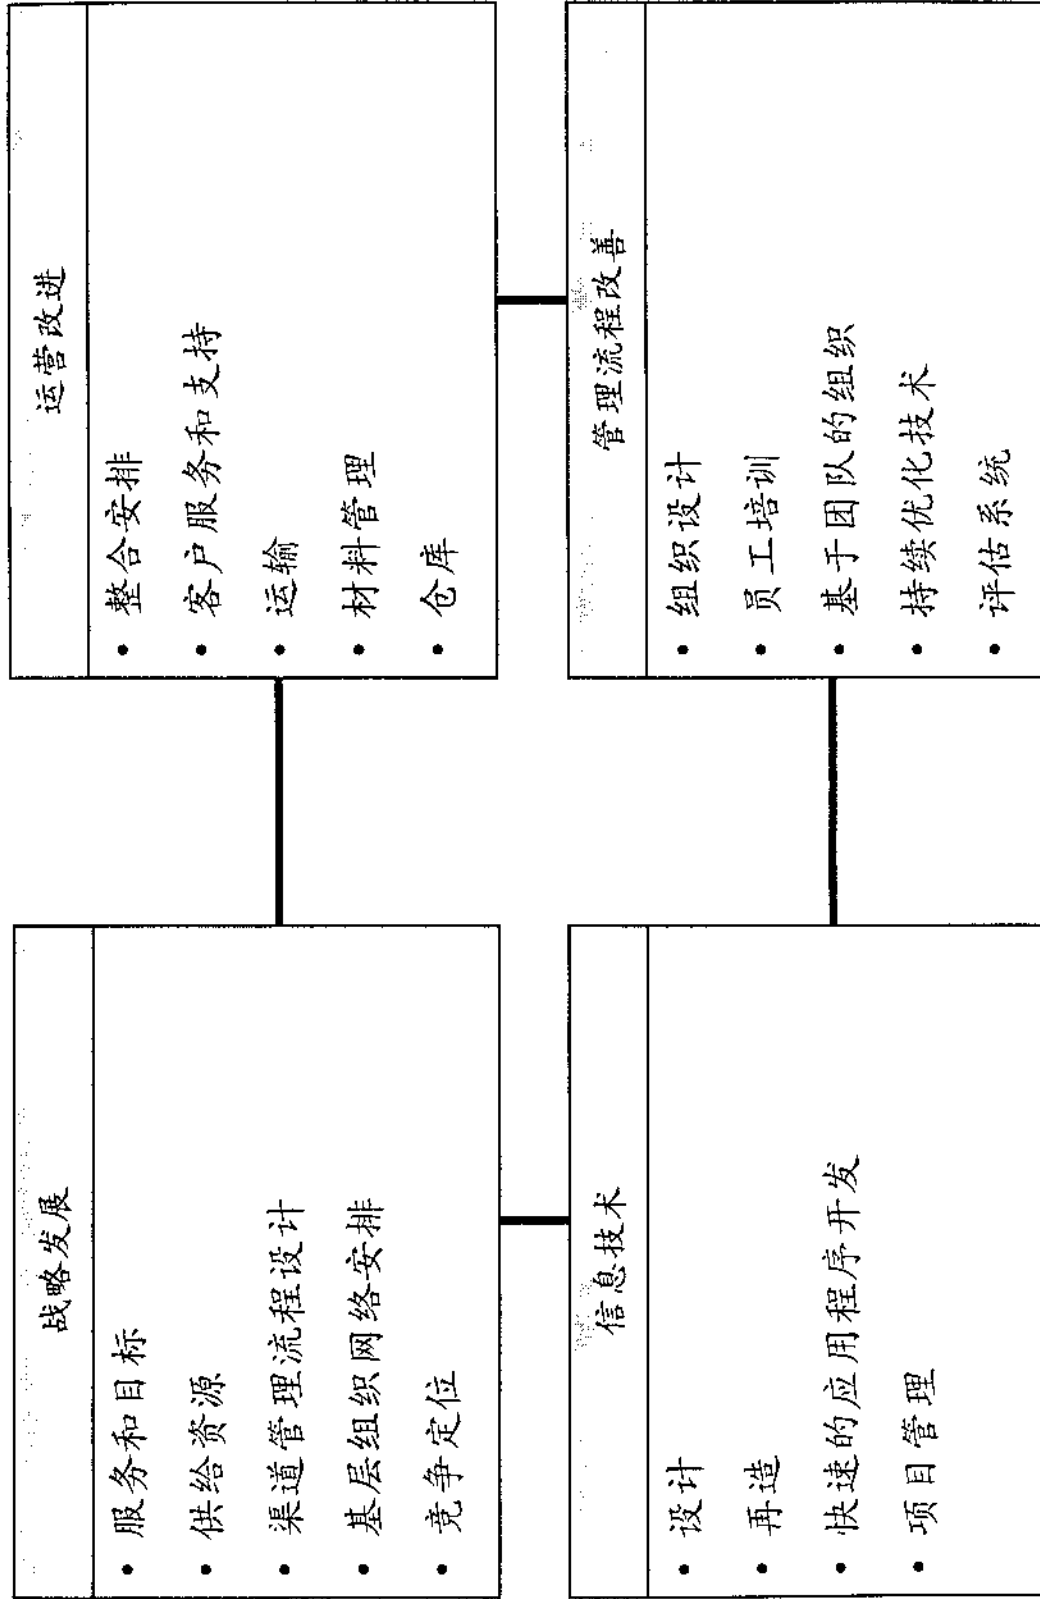 战略发展
• 服务和目标
• 供给资源
• 渠道管理流程设计
• 基层组织网络安排
• 竞争定位
运营改进
• 整合安排
• 客户服务和支持
• 运输
• 材料管理
• 仓库
信息技术
• 设计
• 再造
• 快速的应用程序开发
• 项目管理
管理流程改善
• 组织设计
• 员工培训
• 基于团队的组织
• 持续优化技术
• 评估系统